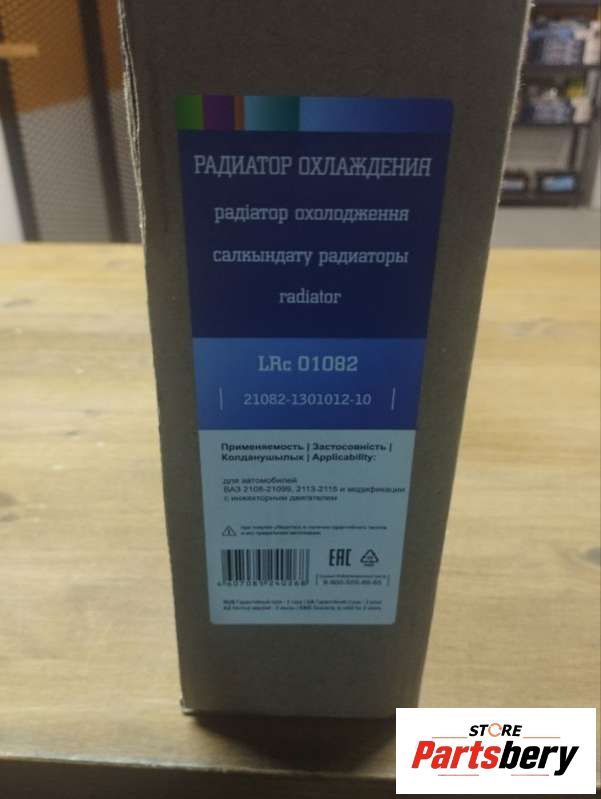 РАДИАТОР ОХЛАЖДЕНИЯ
радіатор охолодження
салкындату радиаторы
radiator
LRc 01082
21082-1301012-10
Применяемость | Застосовність |
Колданушылык | Applicability:
для автомобилей
ВАЗ 2108-21099, 2113-2115 и модификации
с инжекторным двигателем
EAC
STORE
Partsbery